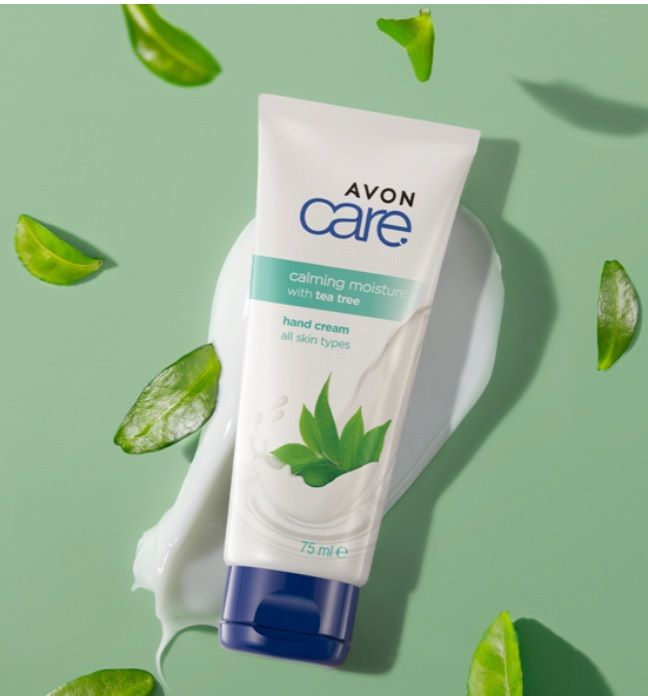 AVON
care
calming moisture
with tea tree
hand cream
all skin types
75 ml e